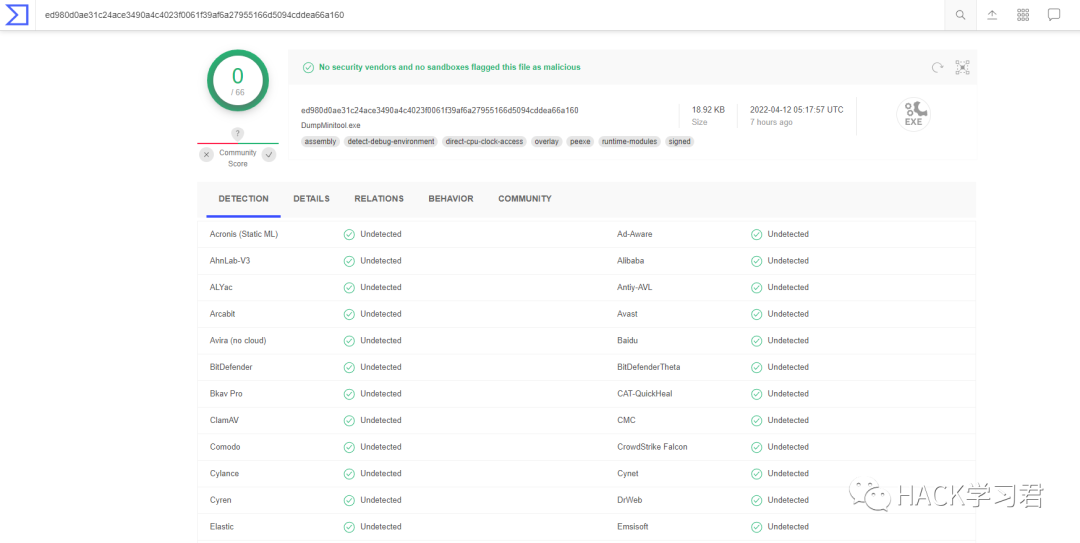 ed980d0ae31c24ace3490a4c4023f0061f39af6a27955166d5094cddea66a160
0
/ 66
?
Community
Score
No security vendors and no sandboxes flagged this file as malicious
ed980d0ae31c24ace3490a4c4023f0061f39af6a27955166d5094cddea66a160
DumpMinitool.exe
assembly detect-debug-environment direct-cpu-clock-access overlay peexe runtime-modules signed
18.92 KB
Size
2022-04-12 05:17:57 UTC
7 hours ago
EXE
DETECTION DETAILS RELATIONS BEHAVIOR COMMUNITY
Acronis (Static ML) Undetected Ad-Aware Undetected
AhnLab-V3 Undetected Alibaba Undetected
ALYac Undetected Antiy-AVL Undetected
Arcabit Undetected Avast Undetected
Avira (no cloud) Undetected Baidu Undetected
BitDefender Undetected BitDefenderTheta Undetected
Bkav Pro Undetected CAT-QuickHeal Undetected
ClamAV Undetected CMC Undetected
Comodo Undetected CrowdStrike Falcon Undetected
Cylance Undetected Cynet Undetected
Cyren Undetected DrWeb Undetected
Elastic Undetected Emsisoft Undetected
HACK学习君